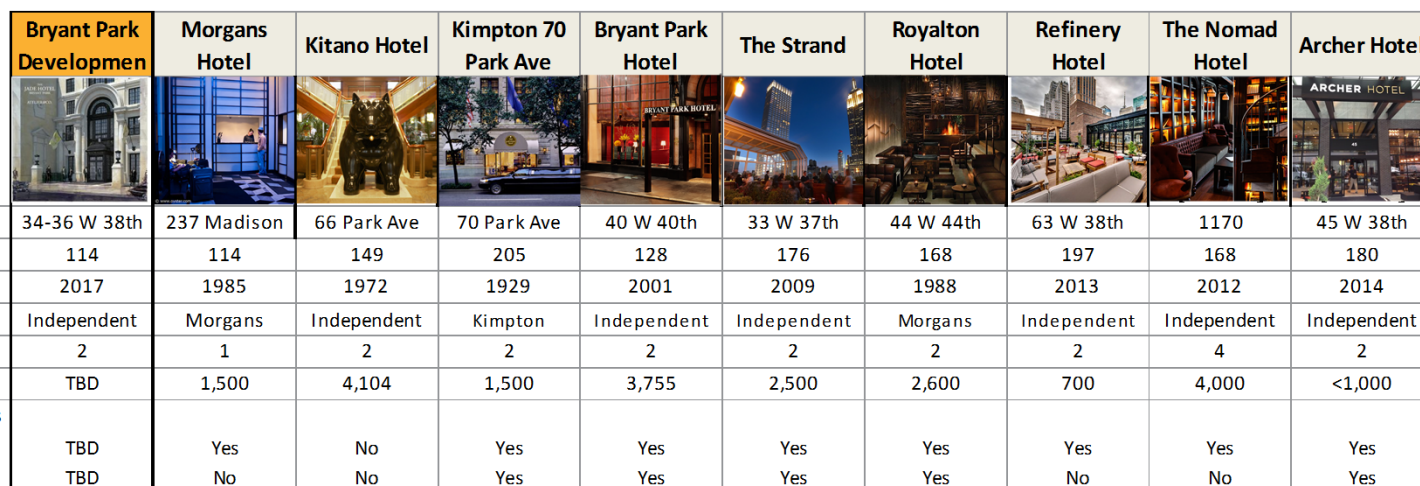 Bryant Park Developmen Morgans Hotel Kitano Hotel Kimpton 70 Park Ave Bryant Park Hotel The Strand Royalton Hotel Refinery Hotel The Nomad Hotel Archer Hotel
JADE HOTEL
BRYANT PARK HOTEL
ARCHER HOTEL
45
34-36 W 38th 237 Madison 66 Park Ave 70 Park Ave 40 W 40th 33 W 37th 44 W 44th 63 W 38th 1170 45 W 38th
114 114 149 205 128 176 168 197 168 180
2017 1985 1972 1929 2001 2009 1988 2013 2012 2014
Independent Morgans Independent Kimpton Independent Independent Morgans Independent Independent Independent
2 1 2 2 2 2 2 2 4 2
TBD 1,500 4,104 1,500 3,755 2,500 2,600 700 4,000 <1,000
TBD Yes No Yes Yes Yes Yes Yes Yes Yes
TBD No No Yes Yes Yes Yes No No Yes